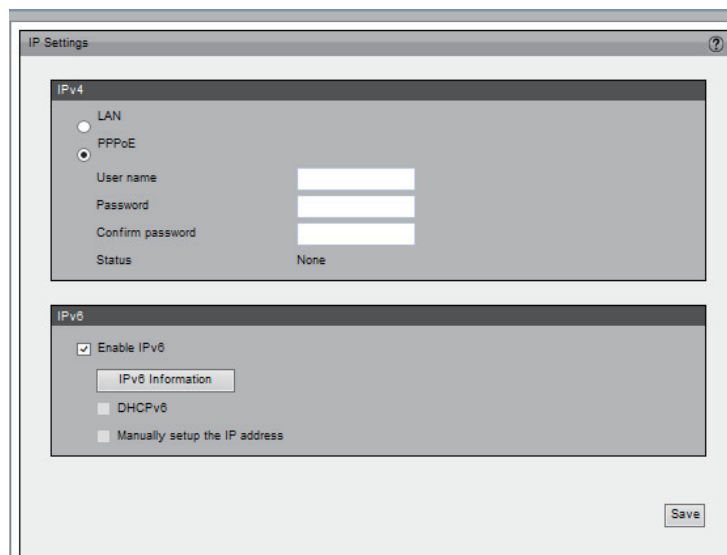 IP Settings
?
IPv4
LAN
PPPoE
User name
Password
Confirm password
Status None
IPv6
Enable IPv6
IPv6 Information
DHCPv6
Manually setup the IP address
Save